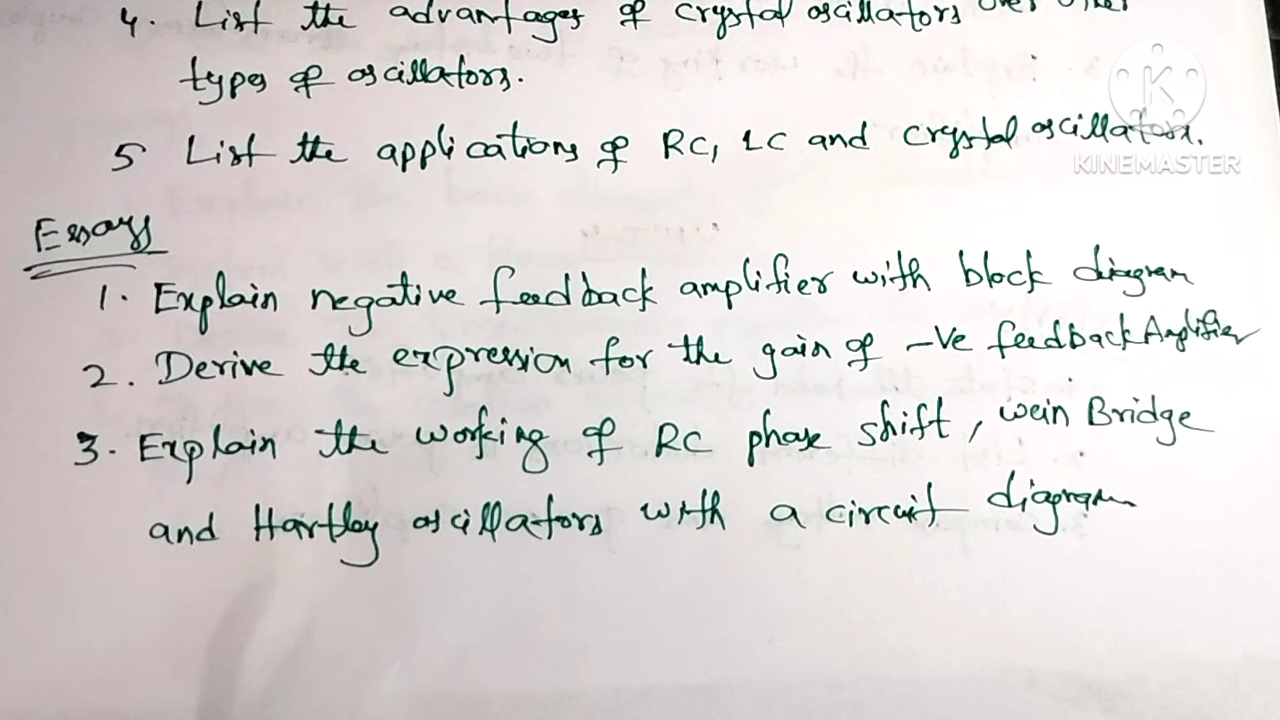 4. List the advantages of crystal oscillators over other
types of oscillators.
5 List the applications of RC, LC and crystal oscillators.
K
KINEMASTER
Essays
1. Explain negative feedback amplifier with block diagram
2. Derive the expression for the gain of -ve feedback Amplifier
3. Explain the working of RC phase shift, wein Bridge
and Hartley oscillators with a circuit diagram